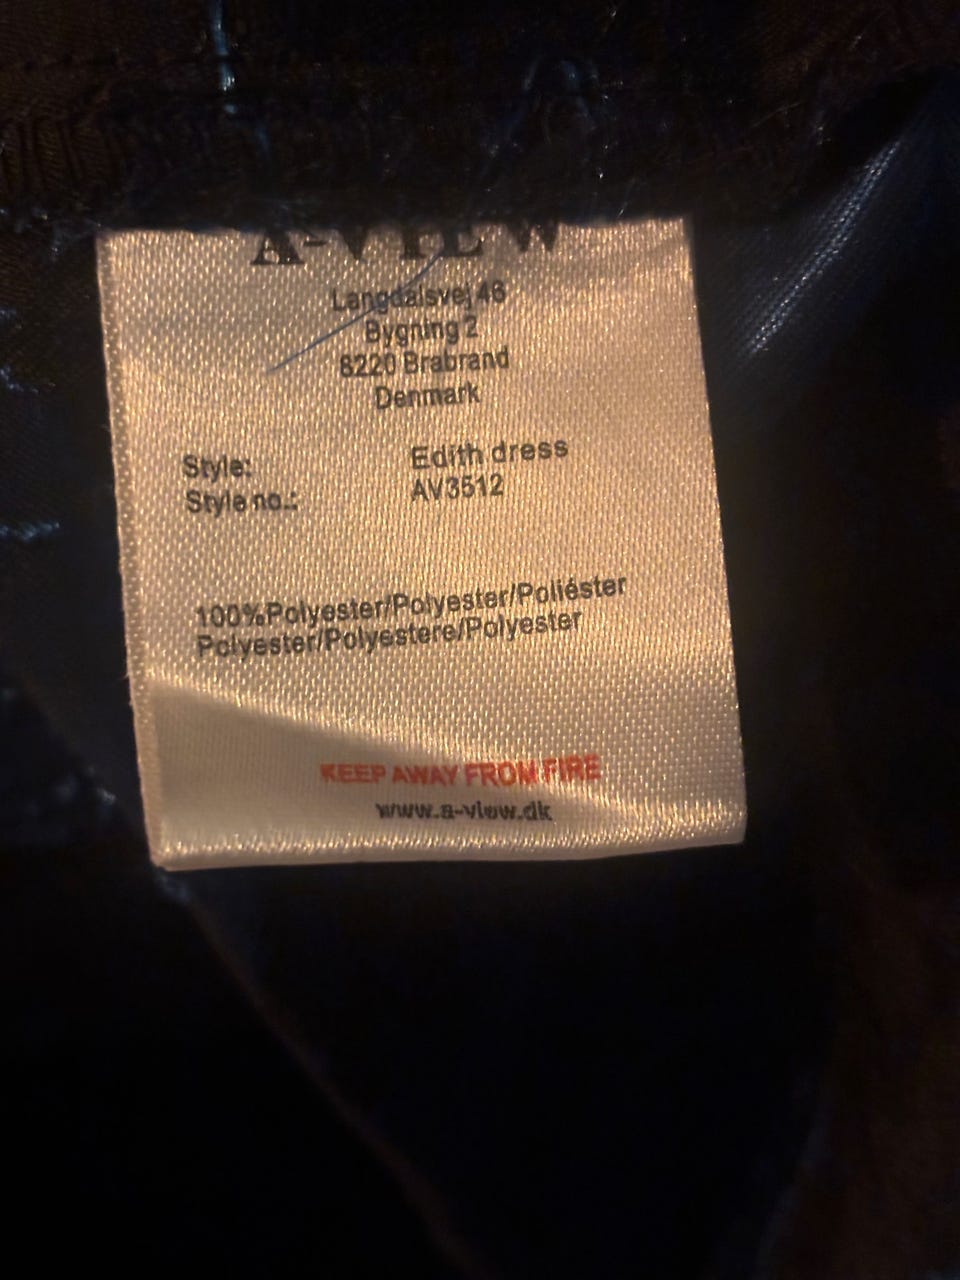 A-VIEW
Langdalsvej 46
Bygning 2
8220 Brabrand
Denmark
Style: Edith dress
Style no.: AV3512
100%Polyester/Polyester/Poliéster
Polyester/Polyestere/Polyester
KEEP AWAY FROM FIRE
www.a-view.dk